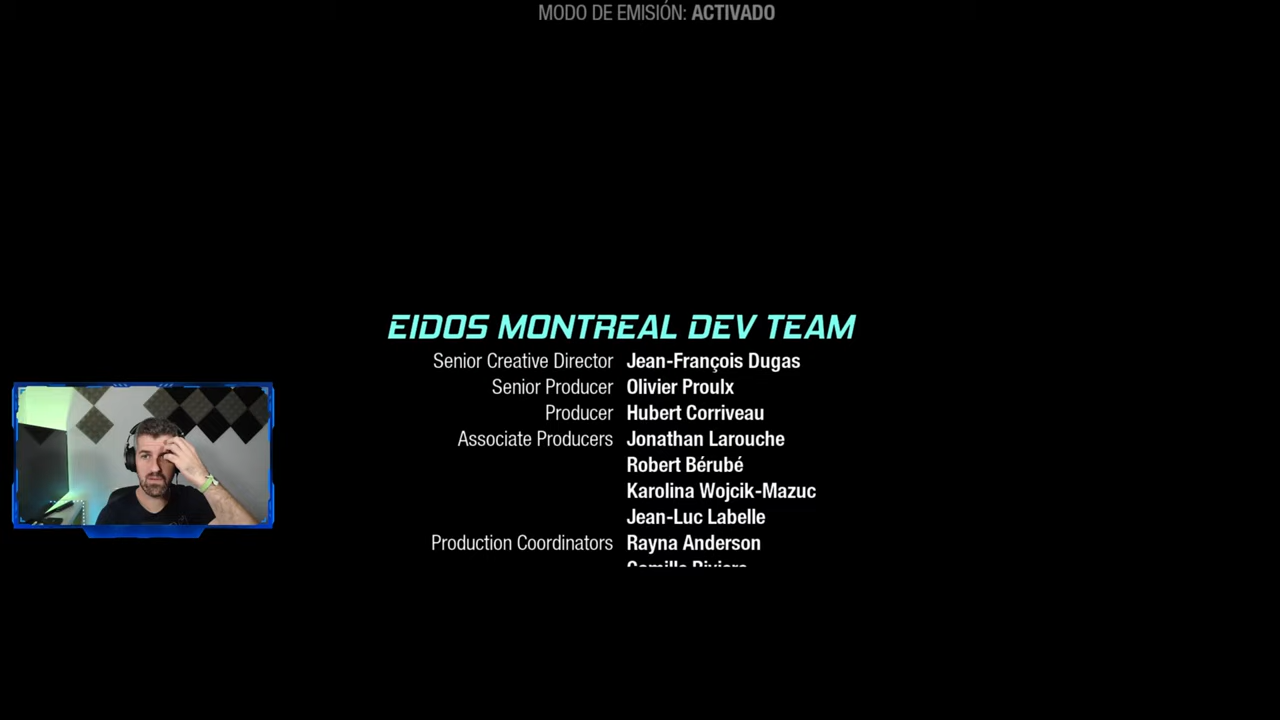 MODO DE EMISIÓN: ACTIVADO
EIDOS MONTREAL DEV TEAM
Senior Creative Director Jean-François Dugas
Senior Producer Olivier Proulx
Producer Hubert Corriveau
Associate Producers Jonathan Larouche
Robert Bérubé
Karolina Wojcik-Mazuc
Jean-Luc Labelle
Production Coordinators Rayna Anderson